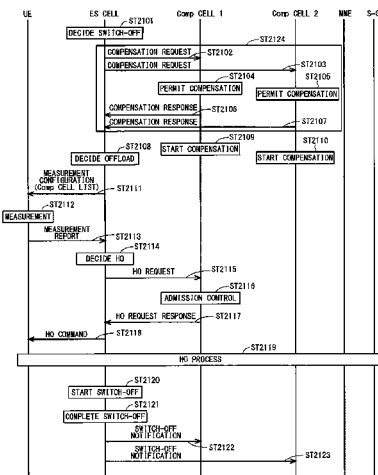 UE ES CELL Comp CELL 1 Comp CELL 2 MME S-G
ST2101
DECIDE SWITCH-OFF
ST2124
COMPENSATION REQUEST ST2102
COMPENSATION REQUEST ST2103
ST2104
PERMIT COMPENSATION
ST2105
PERMIT COMPENSATION
COMPENSATION RESPONSE ST2106
COMPENSATION RESPONSE ST2107
ST2108
DECIDE OFFLOAD
ST2109
START COMPENSATION
ST2110
START COMPENSATION
MEASUREMENT
CONFIGURATION
(Comp CELL LIST) ST2111
ST2112
MEASUREMENT
MEASUREMENT
REPORT ST2113
ST2114
DECIDE HO
HO REQUEST ST2115
ST2116
ADMISSION CONTROL
HO REQUEST RESPONSE ST2117
HO COMMAND ST2118
ST2119
HO PROCESS
ST2120
START SWITCH-OFF
ST2121
COMPLETE SWITCH-OFF
SWITCH-OFF
NOTIFICATION ST2122
SWITCH-OFF
NOTIFICATION ST2123